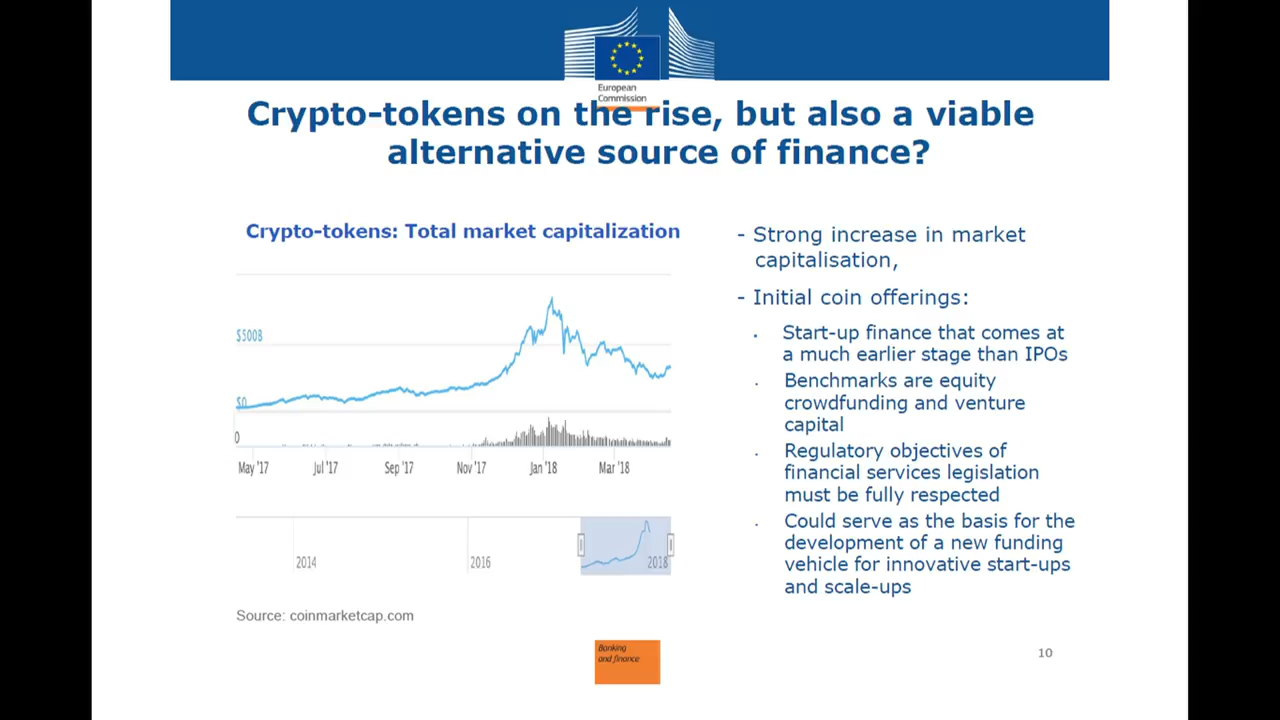 European
Commission
Crypto-tokens on the rise, but also a viable
alternative source of finance?
Crypto-tokens: Total market capitalization
$500B
$0
0
May '17
Jul '17
Sep '17
Nov '17
Jan '18
Mar '18
2014
2016
2018
Source: coinmarketcap.com
- Strong increase in market
capitalisation,
- Initial coin offerings:
• Start-up finance that comes at
a much earlier stage than IPOs
• Benchmarks are equity
crowdfunding and venture
capital
• Regulatory objectives of
financial services legislation
must be fully respected
• Could serve as the basis for the
development of a new funding
vehicle for innovative start-ups
and scale-ups
Banking
and finance
10